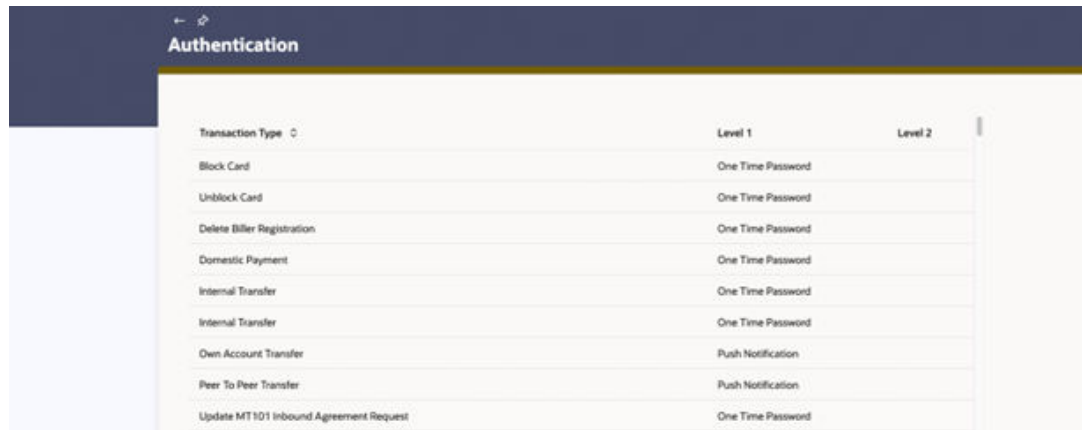 Authentication
Transaction Type Level 1 Level 2
Block Card One Time Password
Unblock Card One Time Password
Delete Biller Registration One Time Password
Domestic Payment One Time Password
Internal Transfer One Time Password
Internal Transfer One Time Password
Own Account Transfer Push Notification
Peer To Peer Transfer Push Notification
Update MT101 Inbound Agreement Request One Time Password